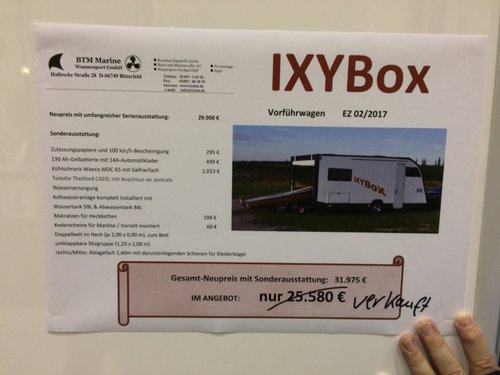 BTM Marine
Wassersport GmbH
Hallesche Straße 28 D-06749 Bitterfeld
IXYBox
Vorführwagen EZ 02/2017
Neupreis mit umfangreicher Serienausstattung: 29.900 €
Sonderausstattung:
Zulassungspapiere und 100 km/h-Bescheinigung 295 €
130 Ah-Gelbatterie mit 14A-Automatiklader 499 €
Kühlschrank Waeco MDC 65 mit Gefrierfach 1.023 €
Toilette Thetford C403L mit Anschluss an zentrale
Wasserversorgung
Kaltwasseranlage komplett installiert mit
Wassertank 59L & Abwassertank 84L
Matratzen für Heckbetten 198 €
Kederscheine für Markise / Vorzelt montiert 60 €
Doppelbett im Heck (je 2,00 x 0,90 m), zum Bett
umklappbare Sitzgruppe (1,20 x 2,00 m)
rechts/Mitte: Ablagefach 1,60m mit darunterliegenden Schienen für Kleiderbügel
IXYBOX
Gesamt-Neupreis mit Sonderausstattung: 31.975 €
IM ANGEBOT: nur 25.580 € verkauft